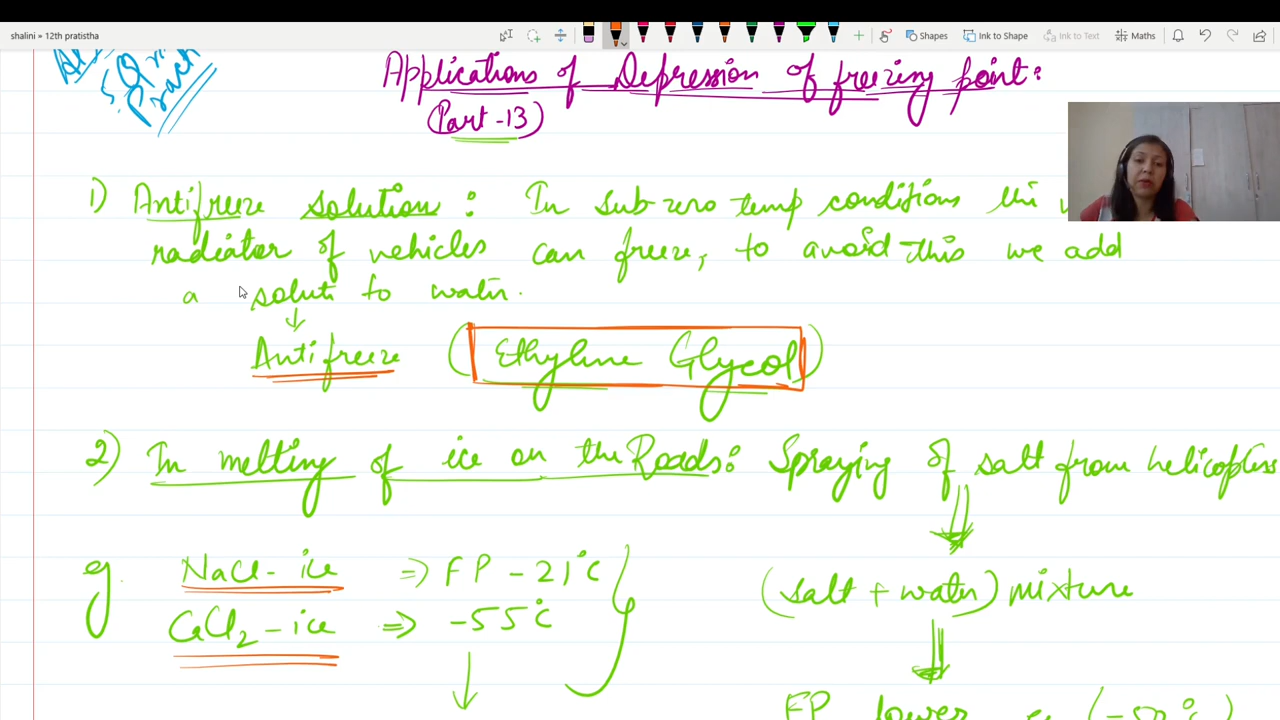 shalini » 12th pratistha
Shapes
Ink to Shape
Ink to Text
Maths
Applications of Depression of freezing point:
(Part-13)
1) Antifreeze solution : In sub-zero temp conditions the
radiator of vehicles can freeze, to avoid this we add
a solute to water.
Antifreeze (Ethyline Glycol)
2) In melting of ice on the Roads: Spraying of salt from helicopters
eg. NaCl - ice ⇒ FP - 21°C
CaCl2 - ice ⇒ -55°C
(salt + water) mixture
FP lower